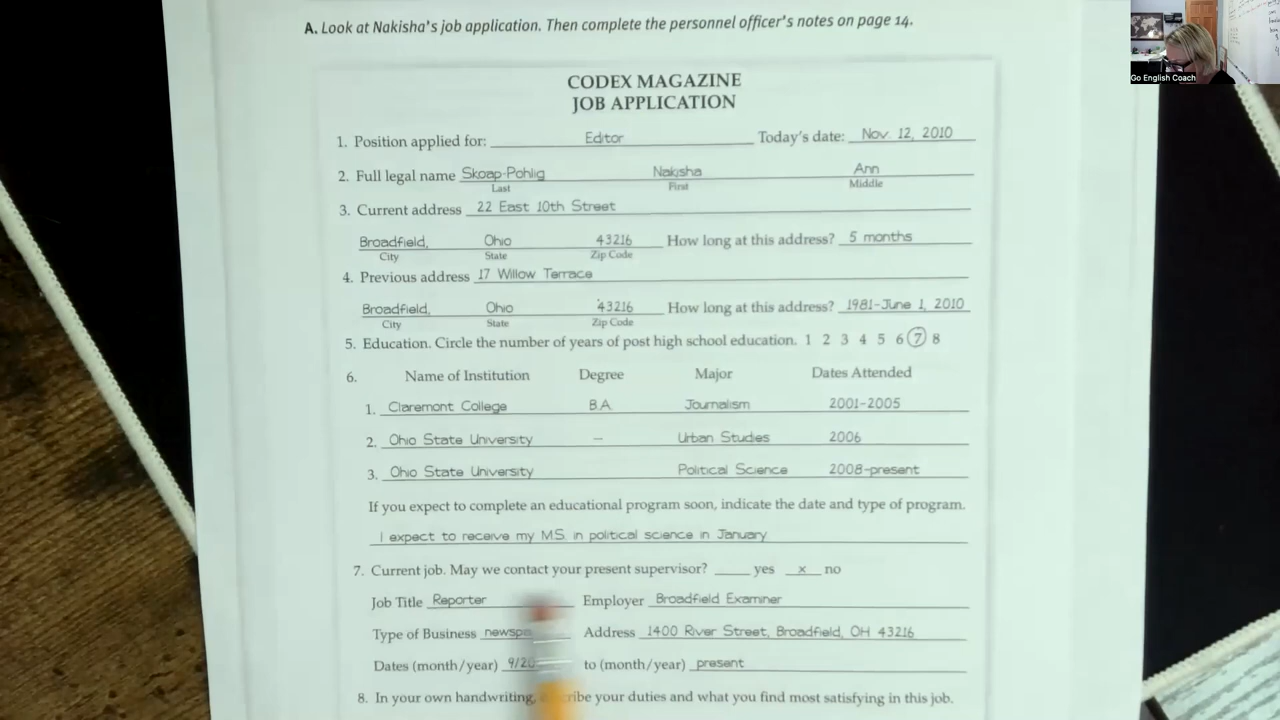 A. Look at Nakisha's job application. Then complete the personnel officer's notes on page 14.
Go English Coach
CODEX MAGAZINE
JOB APPLICATION
1. Position applied for: Editor Today's date: Nov. 12, 2010
2. Full legal name Skoap-Pohlig Nakisha Ann
Last First Middle
3. Current address 22 East 10th Street
Broadfield, Ohio 43216 How long at this address? 5 months
City State Zip Code
4. Previous address 17 Willow Terrace
Broadfield, Ohio 43216 How long at this address? 1981-June 1, 2010
City State Zip Code
5. Education. Circle the number of years of post high school education. 1 2 3 4 5 6 7 8
6. Name of Institution Degree Major Dates Attended
1. Claremont College B.A. Journalism 2001-2005
2. Ohio State University — Urban Studies 2006
3. Ohio State University Political Science 2008-present
If you expect to complete an educational program soon, indicate the date and type of program.
I expect to receive my M.S. in political science in January
7. Current job. May we contact your present supervisor? ____ yes x no
Job Title Reporter Employer Broadfield Examiner
Type of Business Address 1400 River Street, Broadfield, OH 43216
Dates (month/year) to (month/year) present
8. In your own handwriting, your duties and what you find most satisfying in this job.